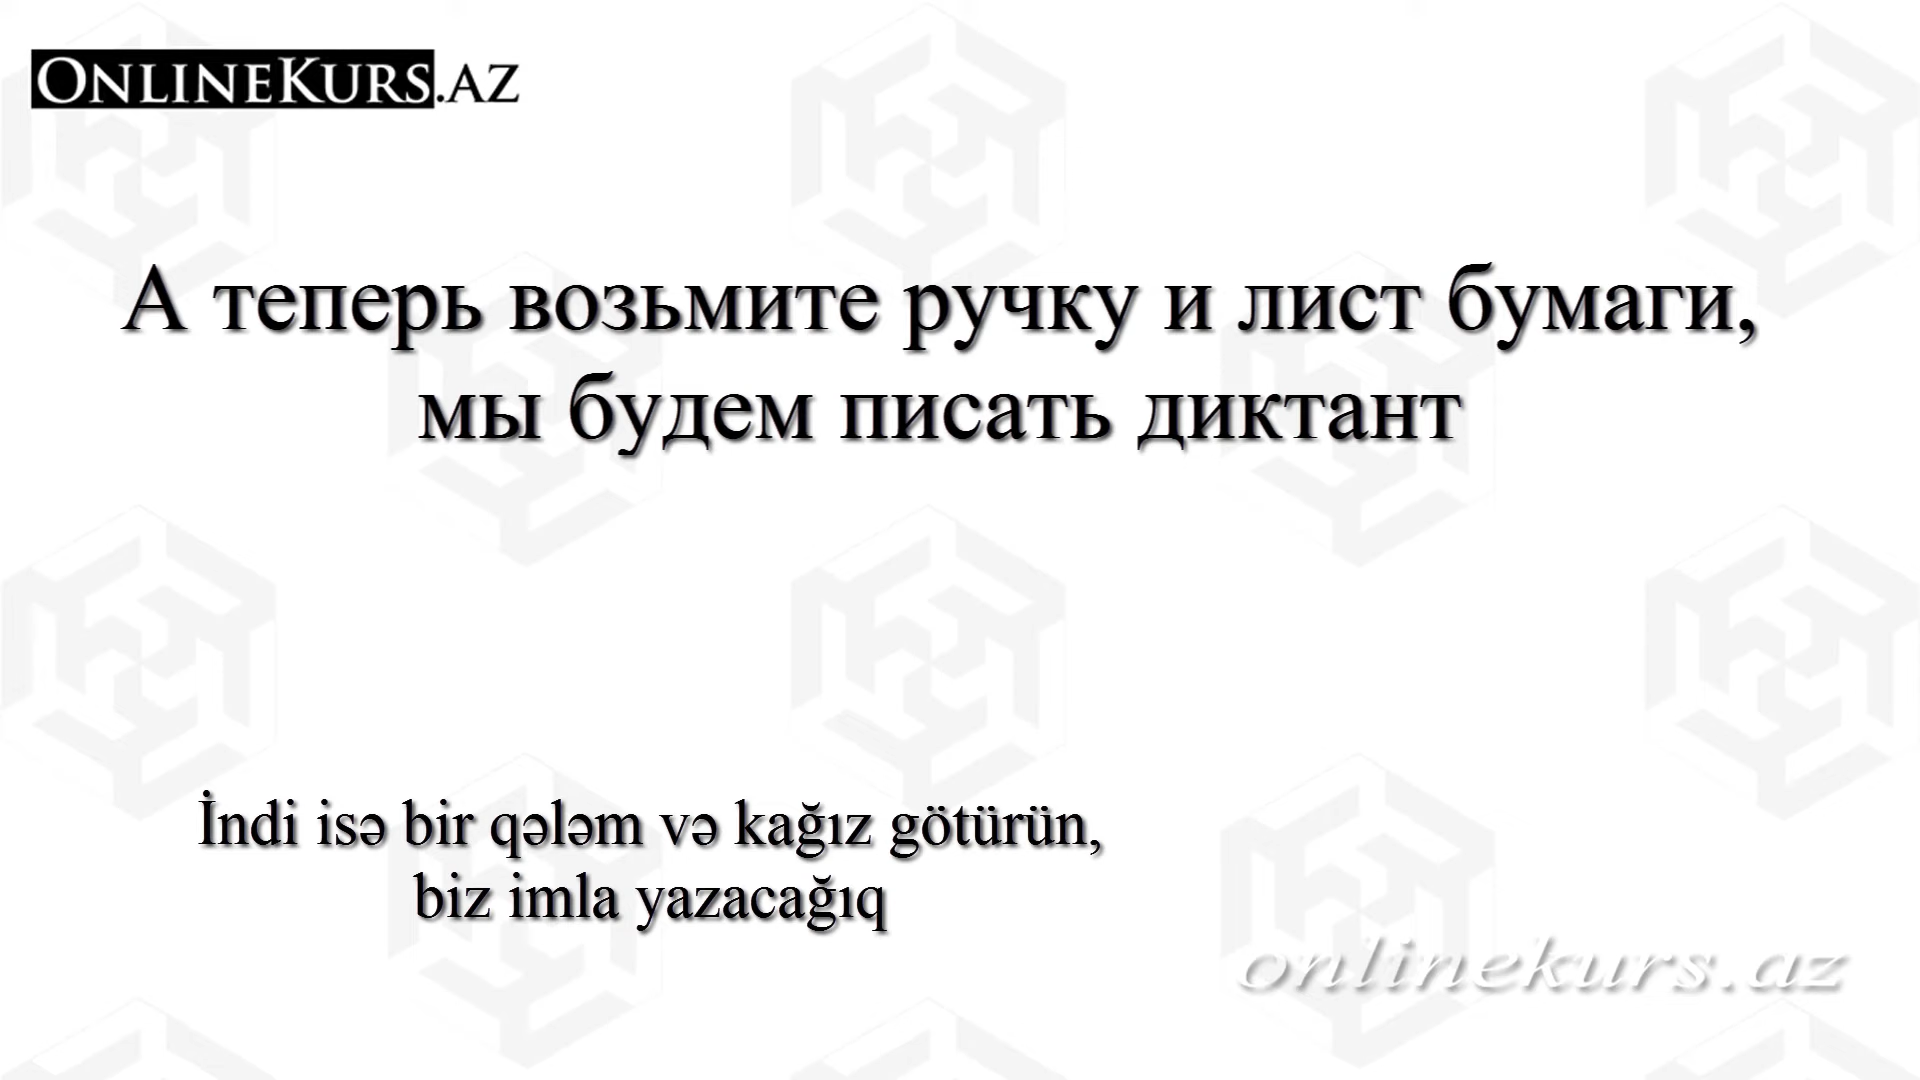 ONLINEKURS.AZ
А теперь возьмите ручку и лист бумаги,
мы будем писать диктант
İndi isə bir qələm və kağız götürün,
biz imla yazacağıq
onlinekurs.az